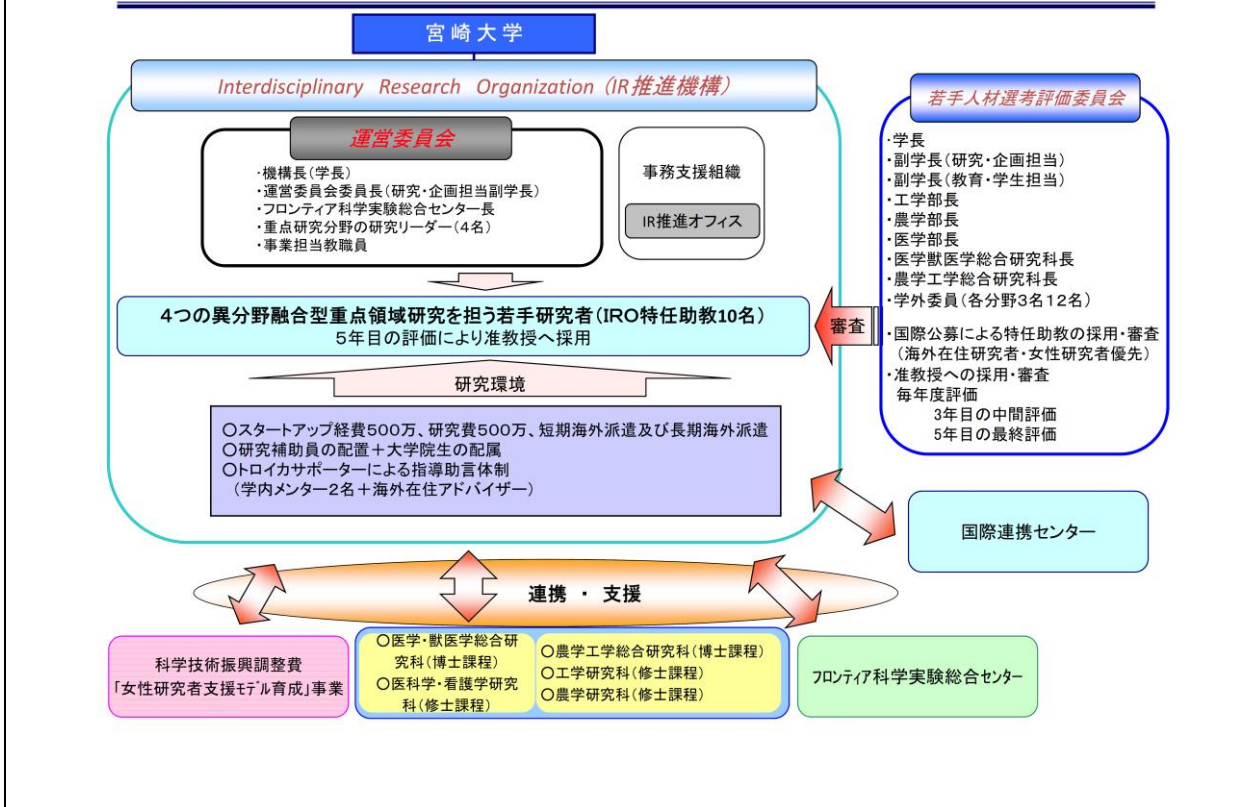 宮崎大学
Interdisciplinary Research Organization (IR推進機構)
運営委員会
・機構長(学長)
・運営委員会委員長(研究・企画担当副学長)
・フロンティア科学実験総合センター長
・重点研究分野の研究リーダー(4名)
・事業担当教職員
事務支援組織
IR推進オフィス
若手人材選考評価委員会
・学長
・副学長(研究・企画担当)
・副学長(教育・学生担当)
・工学部長
・農学部長
・医学部長
・医学獣医学総合研究科長
・農学工学総合研究科長
・学外委員(各分野3名12名)
・国際公募による特任助教の採用・審査
(海外在住研究者・女性研究者優先)
・准教授への採用・審査
毎年度評価
3年目の中間評価
5年目の最終評価
審査
4つの異分野融合型重点領域研究を担う若手研究者(IRO特任助教10名)
5年目の評価により准教授へ採用
研究環境
○スタートアップ経費500万、研究費500万、短期海外派遣及び長期海外派遣
○研究補助員の配置+大学院生の配属
○トロイカサポーターによる指導助言体制
(学内メンター2名+海外在住アドバイザー)
国際連携センター
連携 ・ 支援
科学技術振興調整費
「女性研究者支援モデル育成」事業
○医学・獣医学総合研
究科(博士課程)
○医科学・看護学研究
科(修士課程)
○農学工学総合研究科(博士課程)
○工学研究科(修士課程)
○農学研究科(修士課程)
フロンティア科学実験総合センター